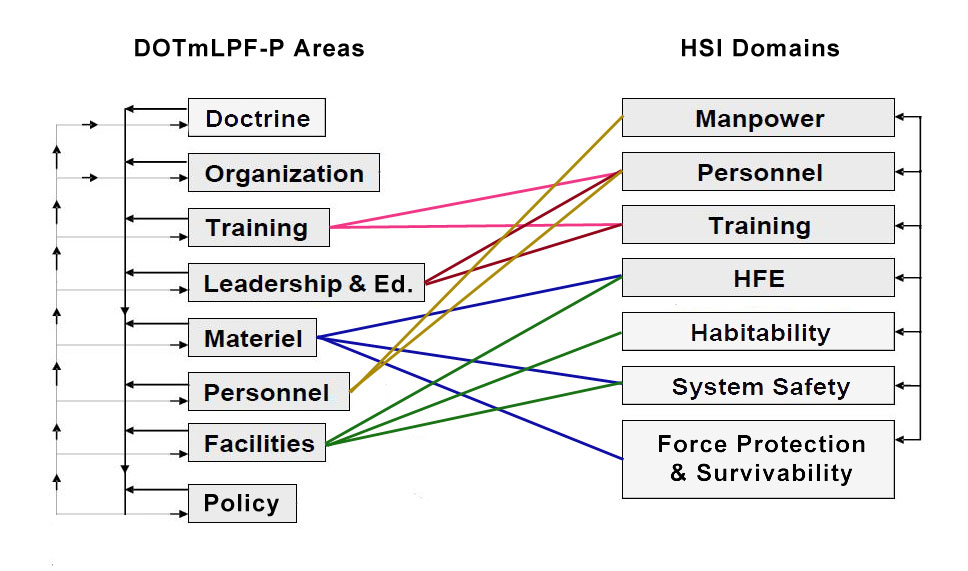 DOTmLPF-P Areas
HSI Domains
Doctrine
Organization
Training
Leadership & Ed.
Materiel
Personnel
Facilities
Policy
Manpower
Personnel
Training
HFE
Habitability
System Safety
Force Protection
& Survivability